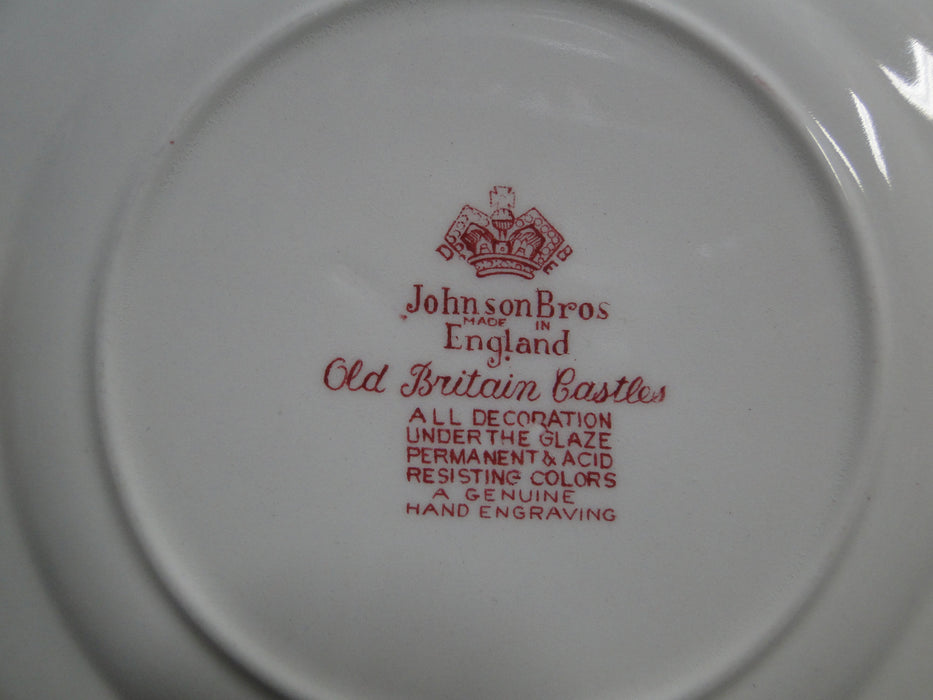 D B
E
Johnson Bros
MADE IN
England
Old Britain Castles
ALL DECORATION
UNDER THE GLAZE
PERMANENT & ACID
RESISTING COLORS
A GENUINE
HAND ENGRAVING